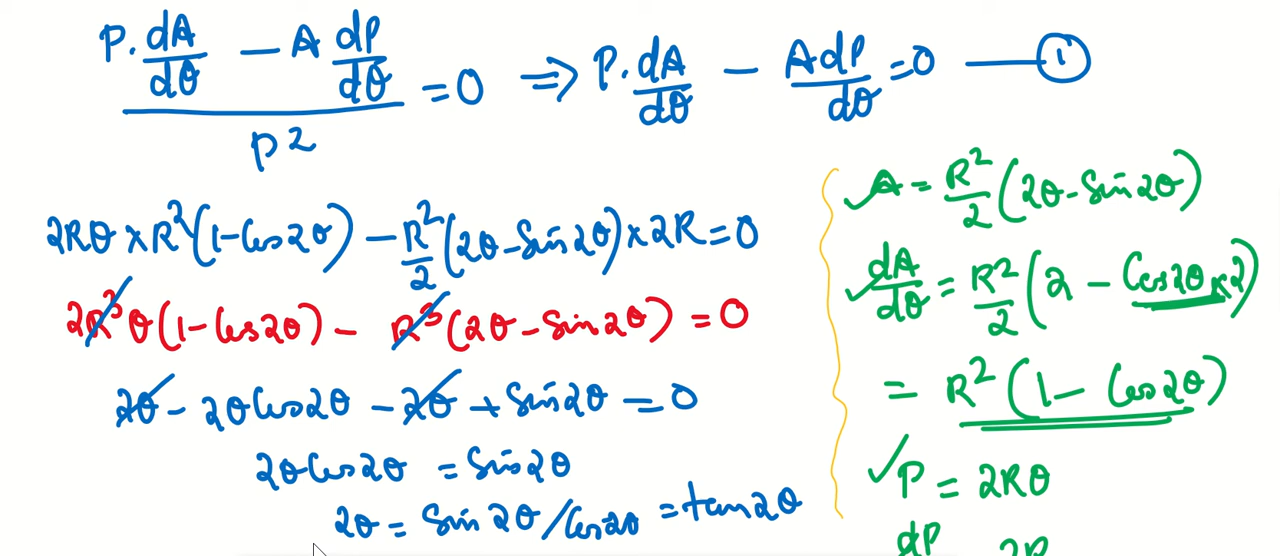 P. dA/dθ − A dP/dθ / P² = 0 ⟹ P. dA/dθ − A dP/dθ = 0 — ①
2Rθ × R²(1-Cos2θ) − R²/2 (2θ-Sin2θ) × 2R = 0
2R³θ(1-Cos2θ) − R³(2θ-Sin2θ) = 0
2θ - 2θCos2θ - 2θ + Sin2θ = 0
2θCos2θ = Sin2θ
2θ = Sin2θ/Cos2θ = tan2θ
✓ A = R²/2 (2θ-Sin2θ)
✓ dA/dθ = R²/2 (2 - Cos2θ×2)
= R² (1 - Cos2θ)
✓ P = 2Rθ
dP 2R